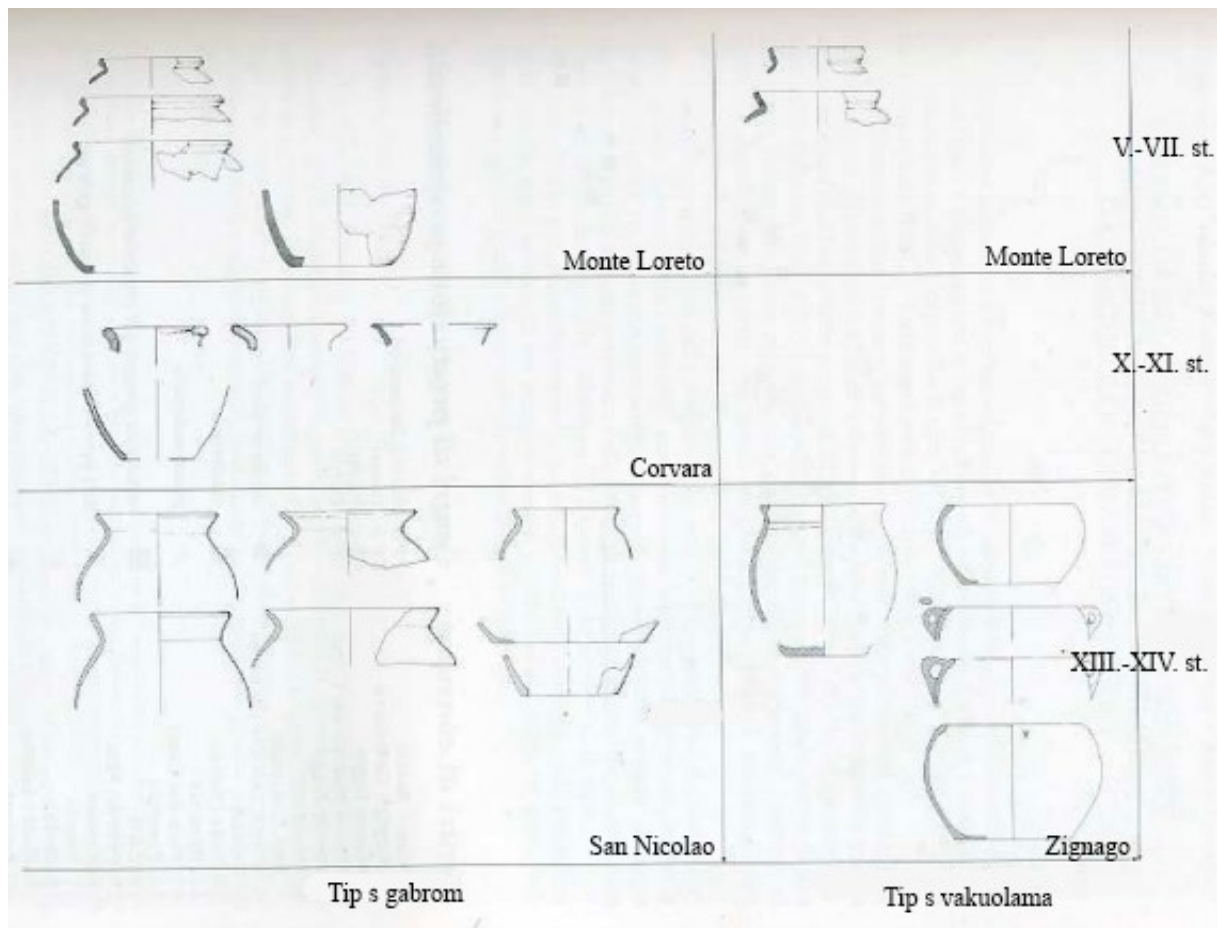 V.-VII. st.
Monte Loreto
Monte Loreto
X.-XI. st.
Corvara
XIII.-XIV. st.
San Nicolao
Zignago
Tip s gabrom
Tip s vakuolama